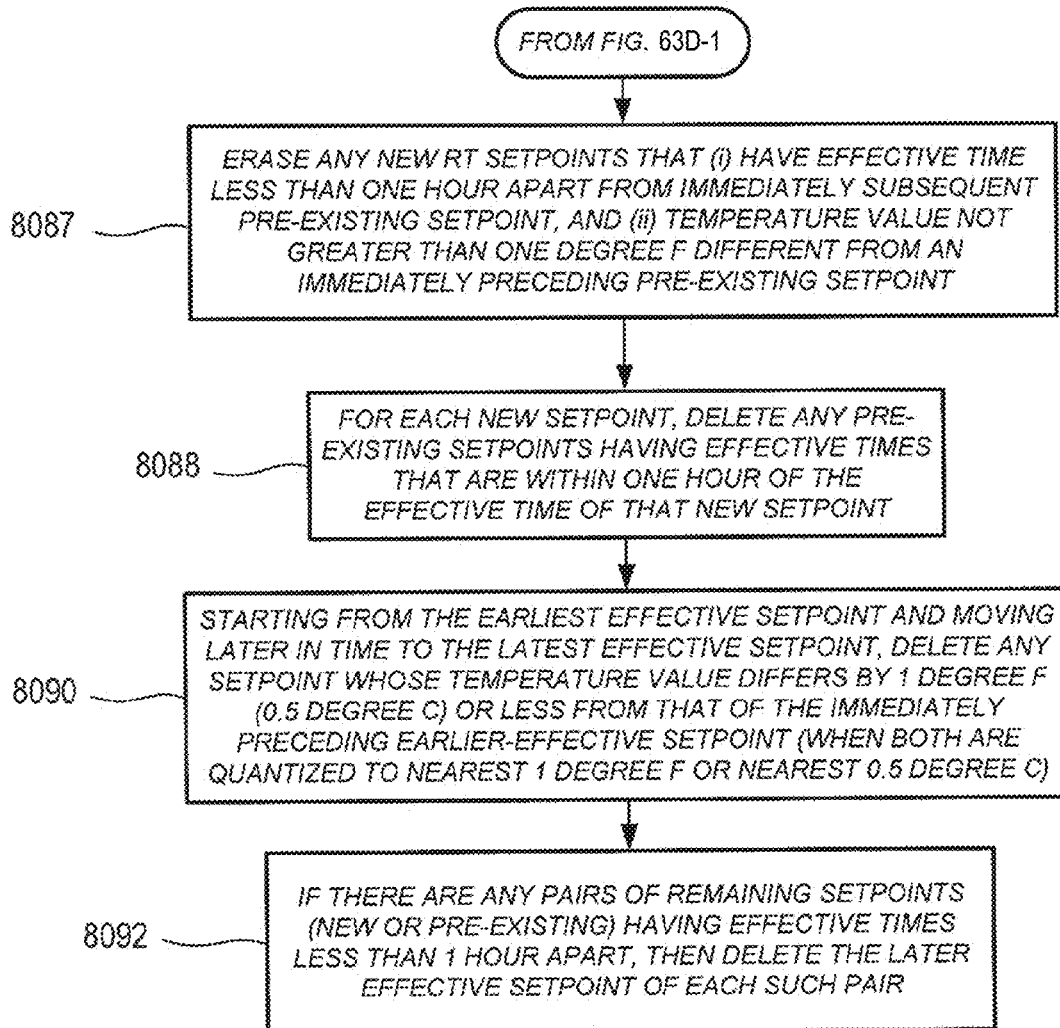 FROM FIG. 63D-1
8087
ERASE ANY NEW RT SETPOINTS THAT (i) HAVE EFFECTIVE TIME
LESS THAN ONE HOUR APART FROM IMMEDIATELY SUBSEQUENT
PRE-EXISTING SETPOINT, AND (ii) TEMPERATURE VALUE NOT
GREATER THAN ONE DEGREE F DIFFERENT FROM AN
IMMEDIATELY PRECEDING PRE-EXISTING SETPOINT
8088
FOR EACH NEW SETPOINT, DELETE ANY PRE-
EXISTING SETPOINTS HAVING EFFECTIVE TIMES
THAT ARE WITHIN ONE HOUR OF THE
EFFECTIVE TIME OF THAT NEW SETPOINT
8090
STARTING FROM THE EARLIEST EFFECTIVE SETPOINT AND MOVING
LATER IN TIME TO THE LATEST EFFECTIVE SETPOINT, DELETE ANY
SETPOINT WHOSE TEMPERATURE VALUE DIFFERS BY 1 DEGREE F
(0.5 DEGREE C) OR LESS FROM THAT OF THE IMMEDIATELY
PRECEDING EARLIER-EFFECTIVE SETPOINT (WHEN BOTH ARE
QUANTIZED TO NEAREST 1 DEGREE F OR NEAREST 0.5 DEGREE C)
8092
IF THERE ARE ANY PAIRS OF REMAINING SETPOINTS
(NEW OR PRE-EXISTING) HAVING EFFECTIVE TIMES
LESS THAN 1 HOUR APART, THEN DELETE THE LATER
EFFECTIVE SETPOINT OF EACH SUCH PAIR